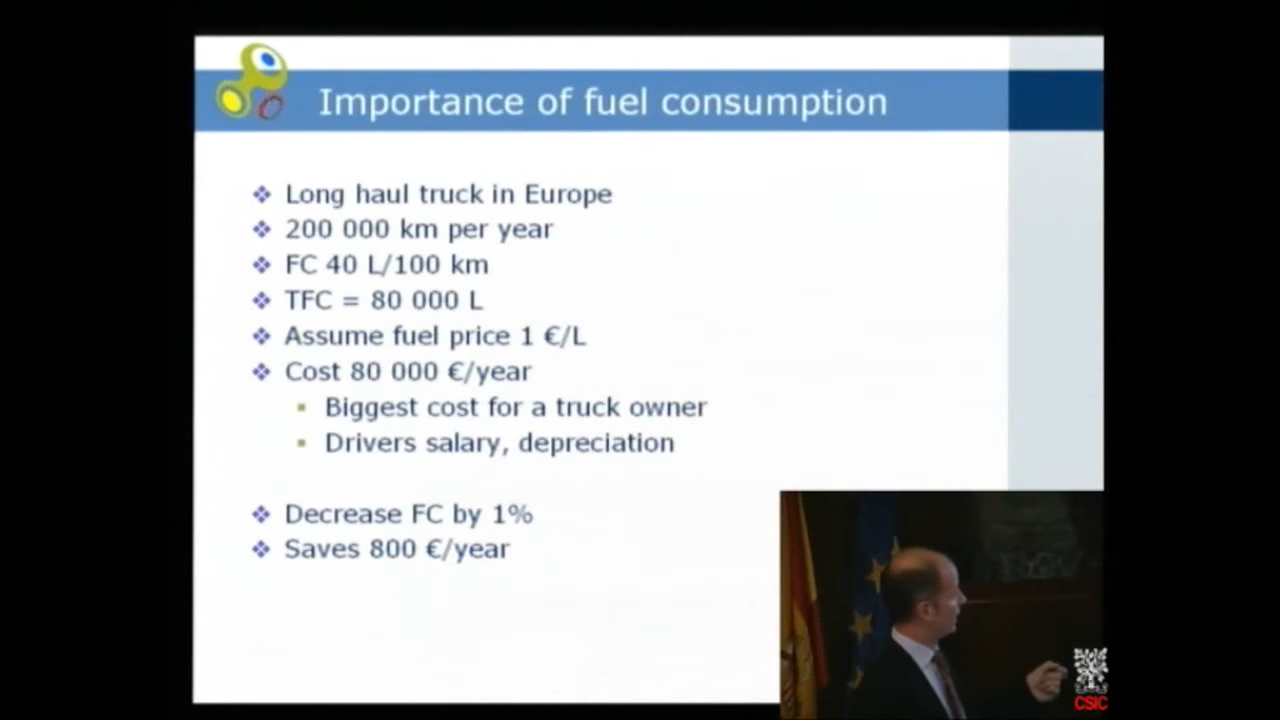 Importance of fuel consumption
Long haul truck in Europe
200 000 km per year
FC 40 L/100 km
TFC = 80 000 L
Assume fuel price 1 €/L
Cost 80 000 €/year
Biggest cost for a truck owner
Drivers salary, depreciation
Decrease FC by 1%
Saves 800 €/year
CSIC